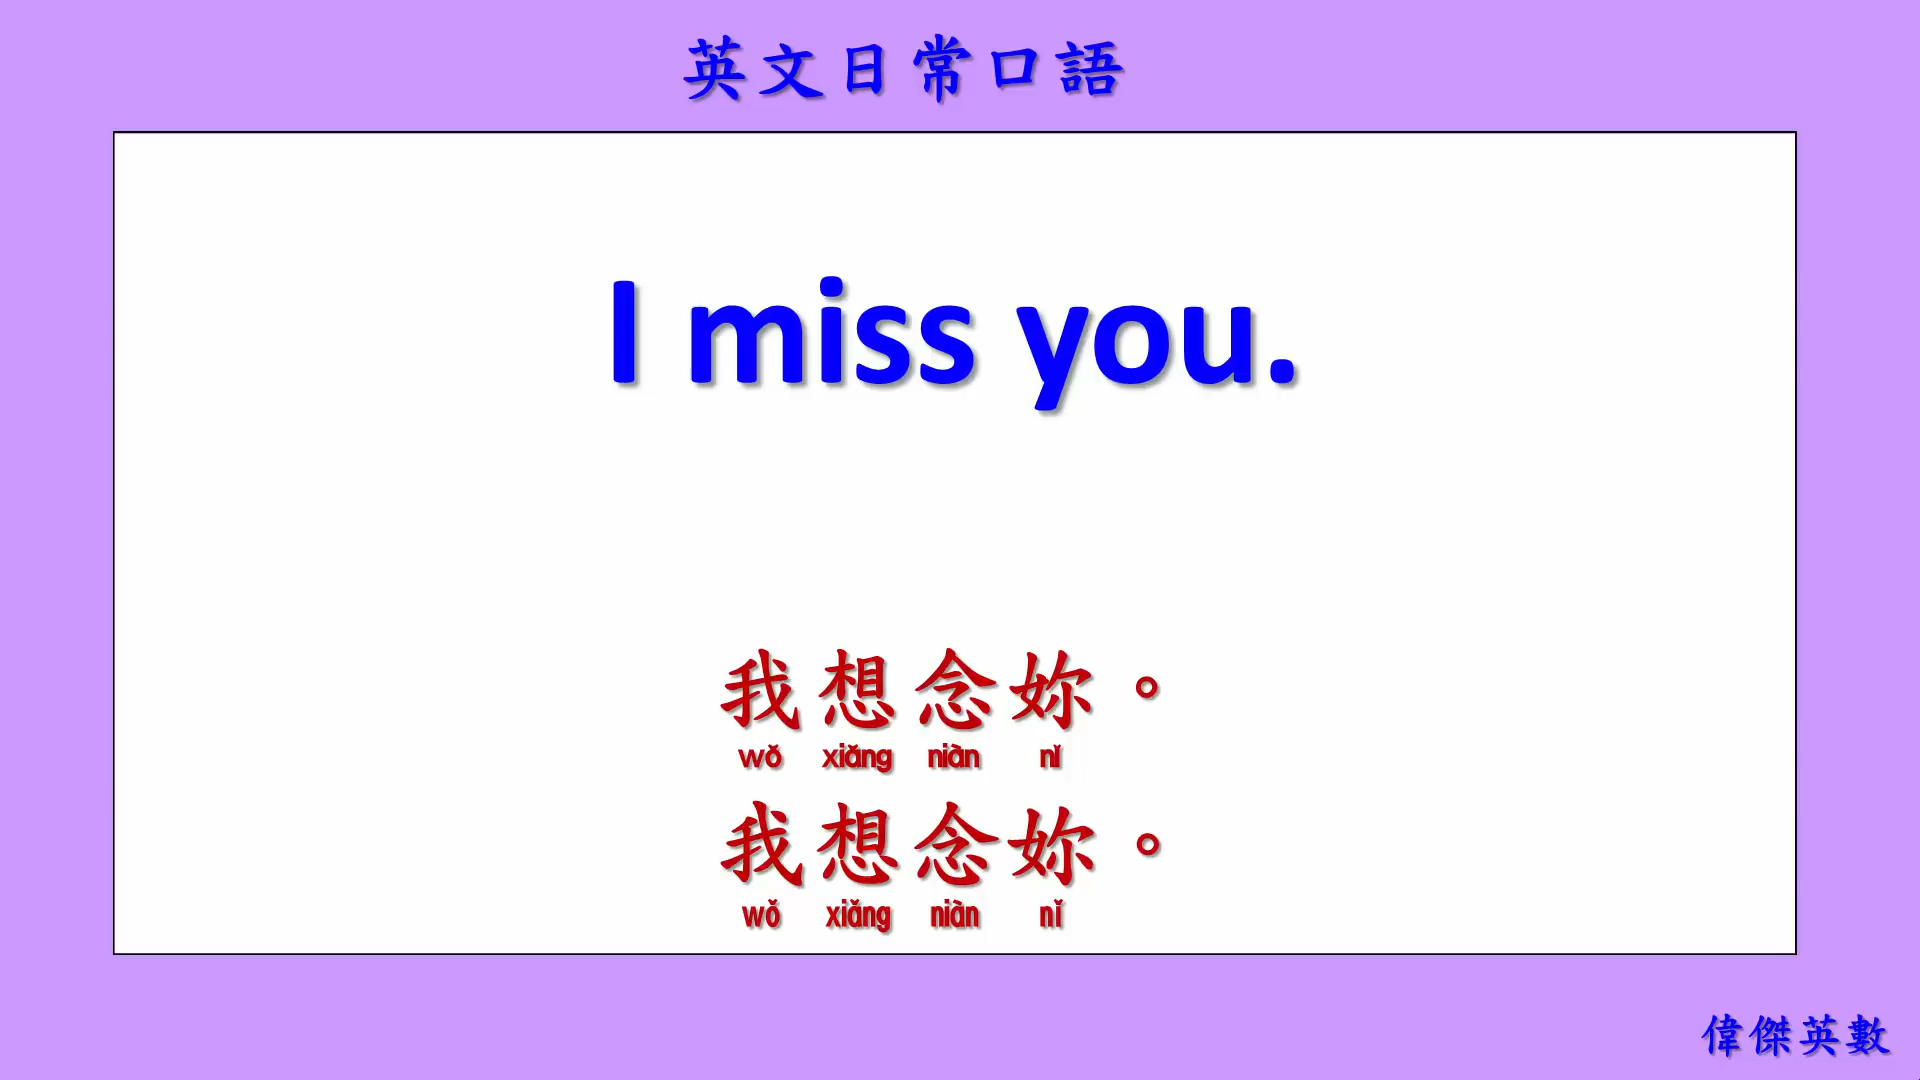 英文日常口語
I miss you.
我想念妳。
wǒ xiǎng niàn nǐ
我想念妳。
wǒ xiǎng niàn nǐ
偉傑英數